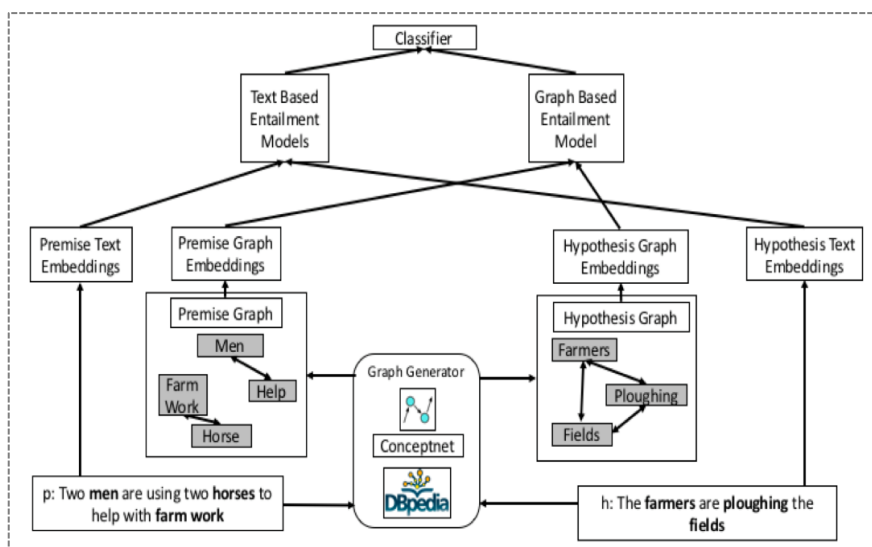 Classifier
Text Based
Entailment
Models
Graph Based
Entailment
Model
Premise Text
Embeddings
Premise Graph
Embeddings
Hypothesis Graph
Embeddings
Hypothesis Text
Embeddings
Premise Graph
Men
Help
Farm
Work
Horse
Graph Generator
Conceptnet
DBpedia
Hypothesis Graph
Farmers
Ploughing
Fields
p: Two men are using two horses to
help with farm work
h: The farmers are ploughing the
fields